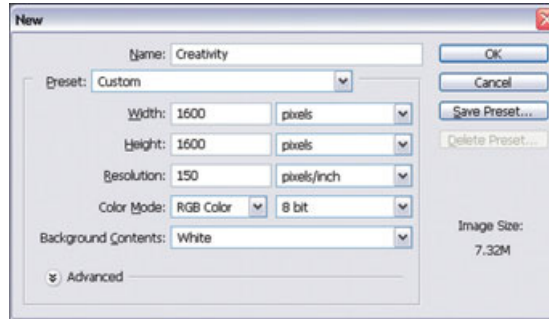 New
Name: Creativity
OK
Preset: Custom
Cancel
Width: 1600 pixels
Save Preset...
Height: 1600 pixels
Delete Preset...
Resolution: 150 pixels/inch
Color Mode: RGB Color 8 bit
Image Size:
Background Contents: White
7.32M
Advanced